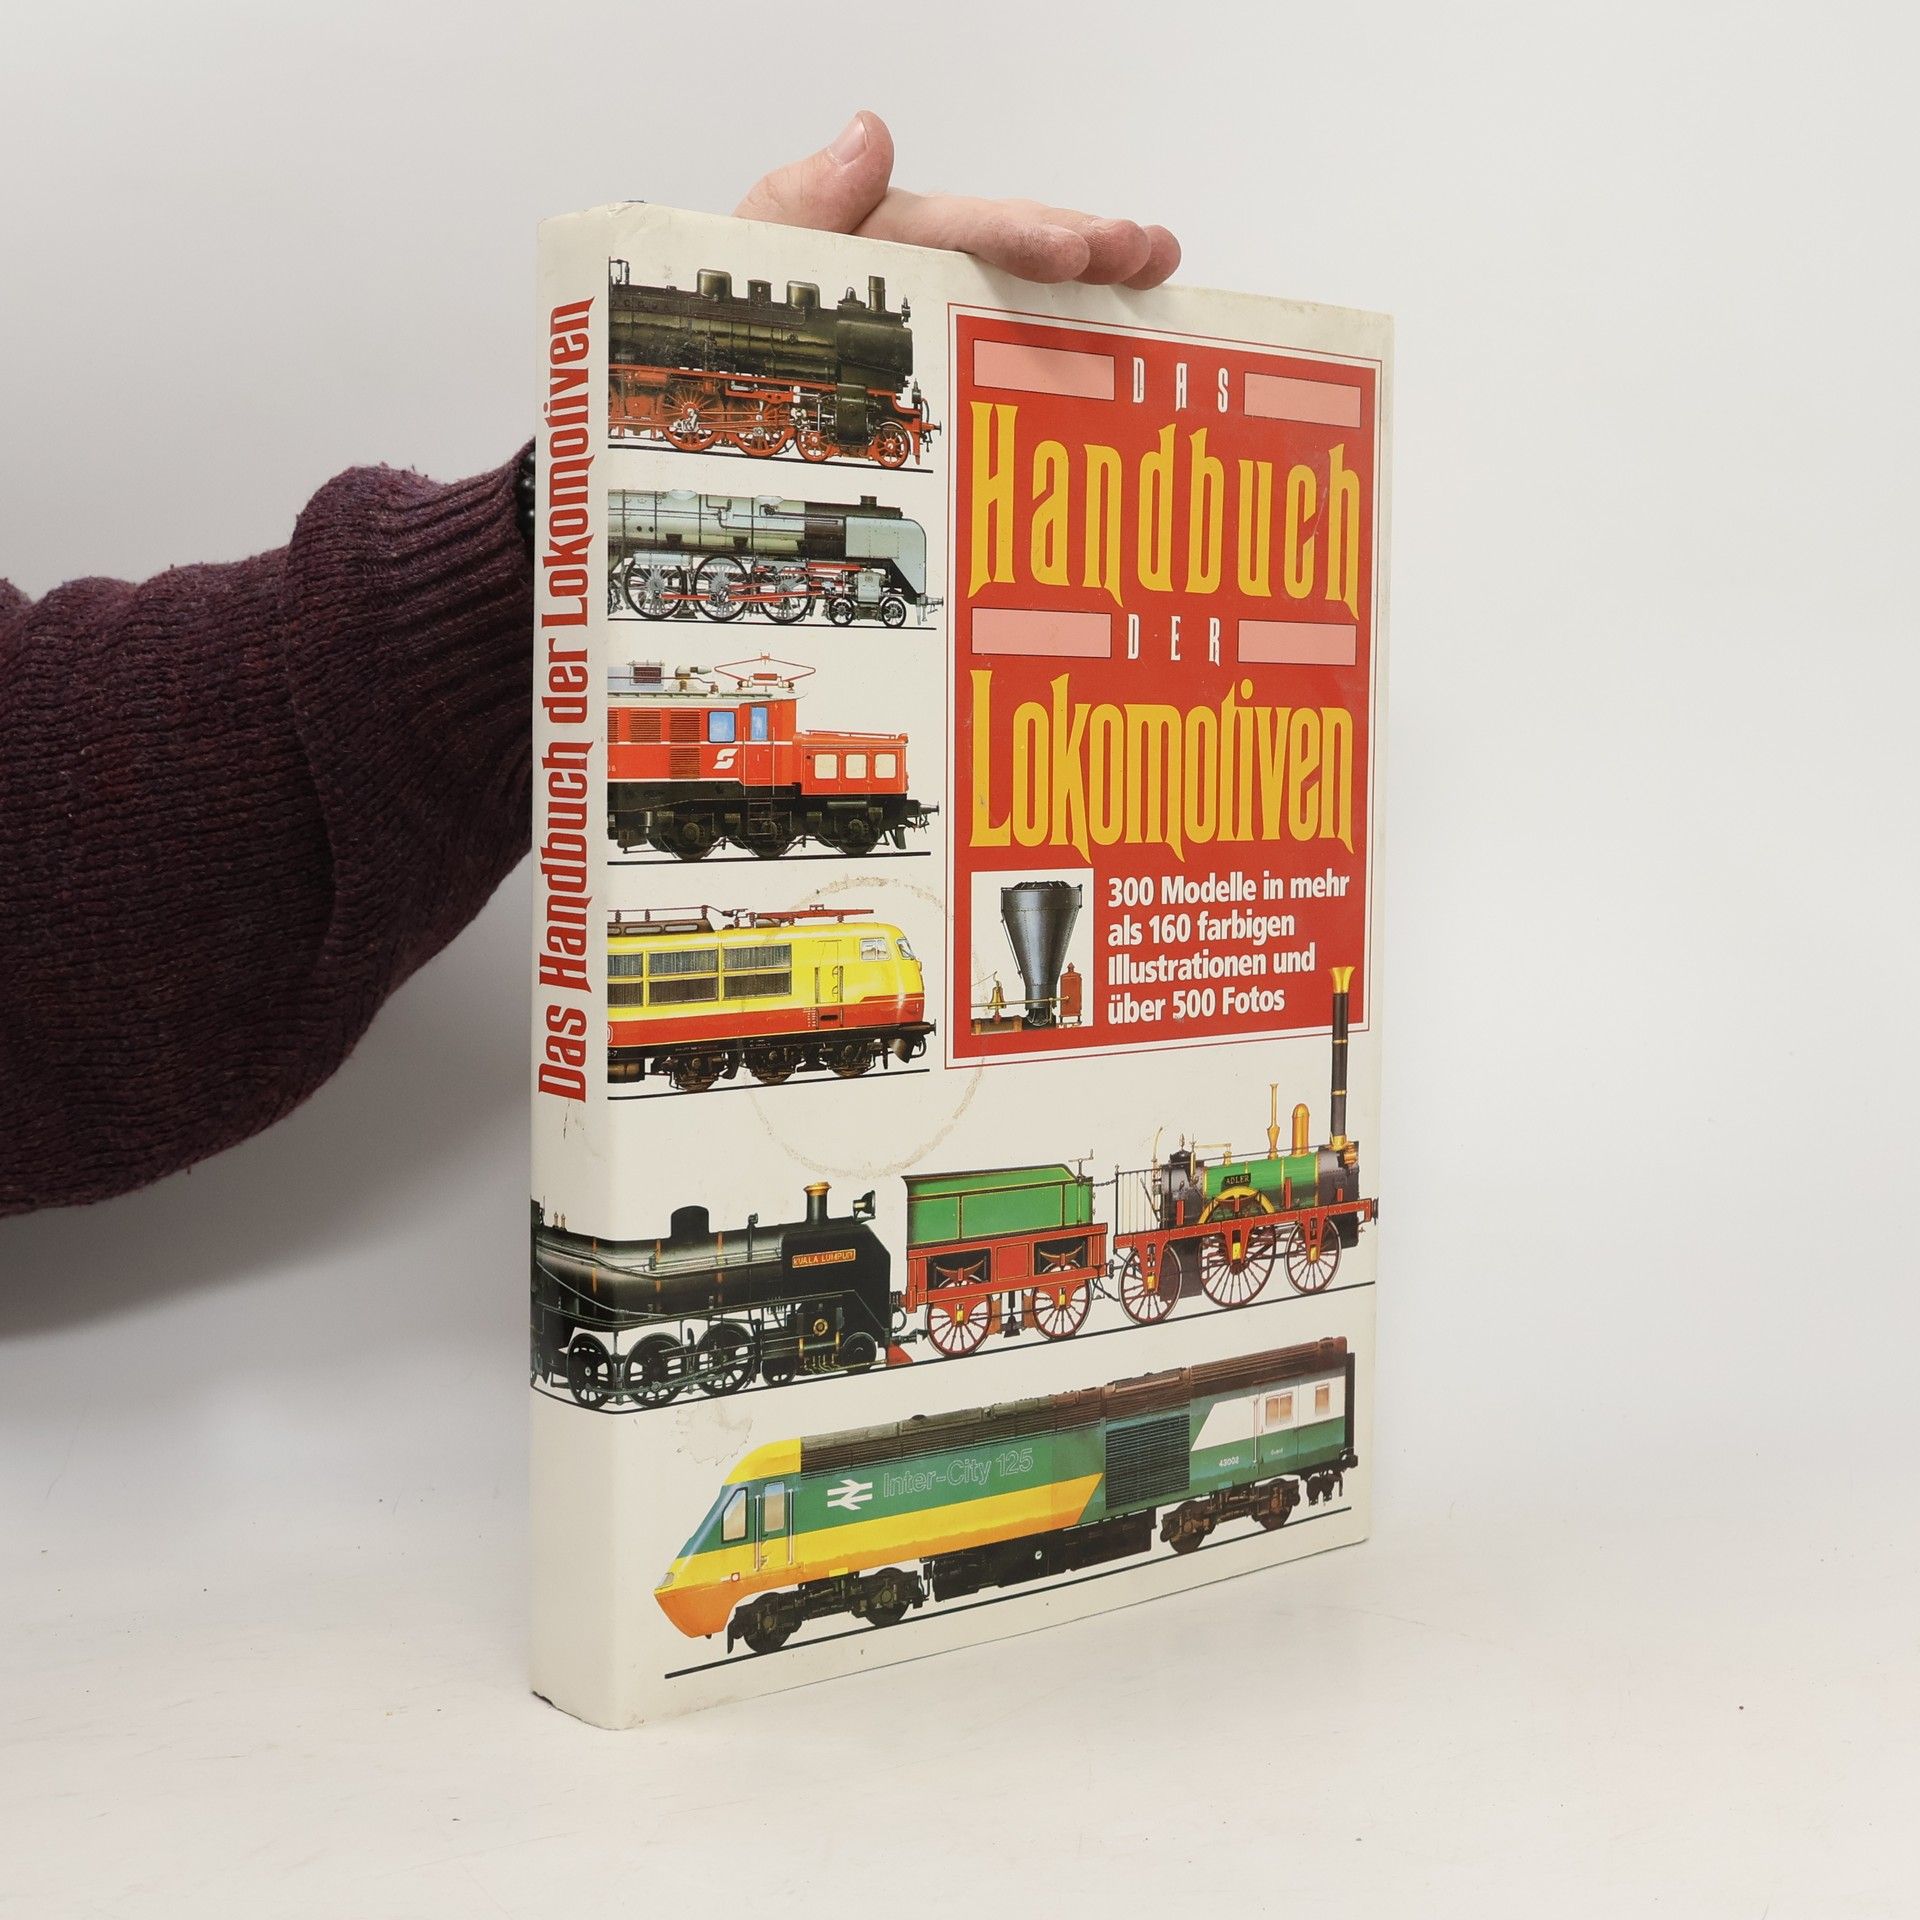 Das Handbuch der Lokomotiven
DAS
Handbuch
DER
Lokomotiven
300 Modelle in mehr
als 160 farbigen
Illustrationen und
über 500 Fotos
ADLER
KUALA LUMPUR
Inter-City 125
43002